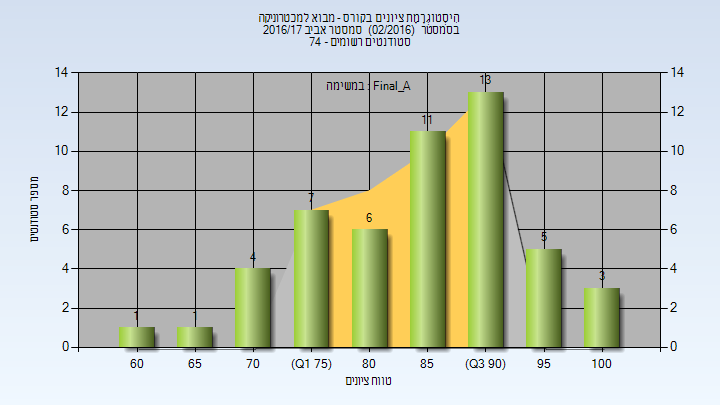 היסטוגרמת ציונים בקורס - מבוא למכטרוניקה
בסמסטר (02/2016) סמסטר אביב 2016/17
סטודנטים רשומים - 74
במשימה : Final_A
מספר סטודנטים
14 14
12 12
10 10
8 8
6 6
4 4
2 2
0 0
1 1 4 7 6 11 13 5 3
60 65 70 (Q1 75) 80 85 (Q3 90) 95 100
טווח ציונים